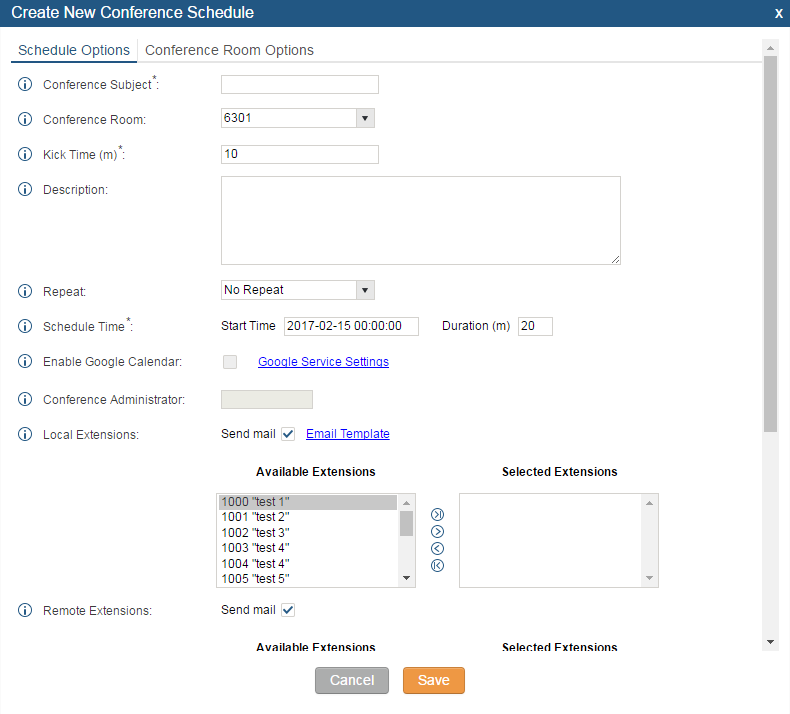 Create New Conference Schedule X
Schedule Options Conference Room Options
Conference Subject*:
Conference Room: 6301
Kick Time (m)*: 10
Description:
Repeat: No Repeat
Schedule Time*: Start Time 2017-02-15 00:00:00 Duration (m) 20
Enable Google Calendar: Google Service Settings
Conference Administrator:
Local Extensions: Send mail Email Template
Available Extensions Selected Extensions
1000 "test 1"
1001 "test 2"
1002 "test 3"
1003 "test 4"
1004 "test 4"
1005 "test 5"
Remote Extensions: Send mail
Available Extensions Selected Extensions
Cancel Save